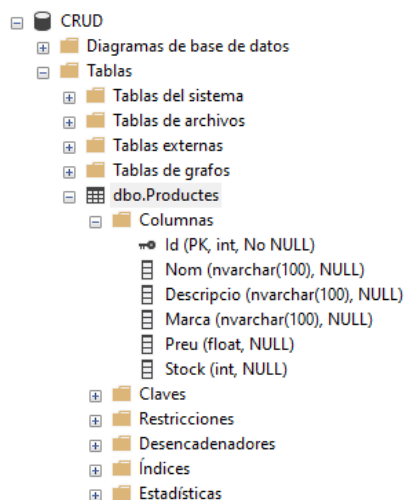 CRUD
Diagramas de base de datos
Tablas
Tablas del sistema
Tablas de archivos
Tablas externas
Tablas de grafos
dbo.Productes
Columnas
Id (PK, int, No NULL)
Nom (nvarchar(100), NULL)
Descripcio (nvarchar(100), NULL)
Marca (nvarchar(100), NULL)
Preu (float, NULL)
Stock (int, NULL)
Claves
Restricciones
Desencadenadores
Índices
Estadísticas